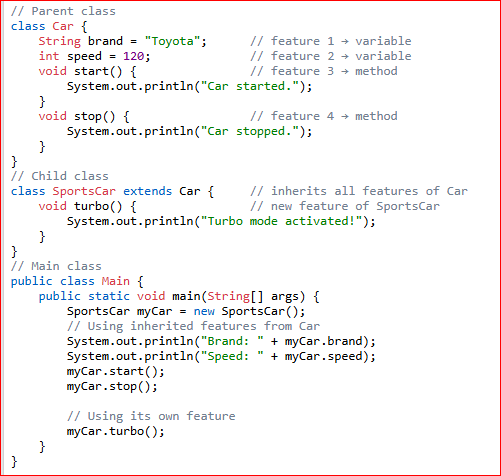 // Parent class
class Car {
    String brand = "Toyota";      // feature 1 → variable
    int speed = 120;              // feature 2 → variable
    void start() {                // feature 3 → method
        System.out.println("Car started.");
    }
    void stop() {                 // feature 4 → method
        System.out.println("Car stopped.");
    }
}
// Child class
class SportsCar extends Car {     // inherits all features of Car
    void turbo() {                // new feature of SportsCar
        System.out.println("Turbo mode activated!");
    }
}
// Main class
public class Main {
    public static void main(String[] args) {
        SportsCar myCar = new SportsCar();
        // Using inherited features from Car
        System.out.println("Brand: " + myCar.brand);
        System.out.println("Speed: " + myCar.speed);
        myCar.start();
        myCar.stop();

        // Using its own feature
        myCar.turbo();
    }
}